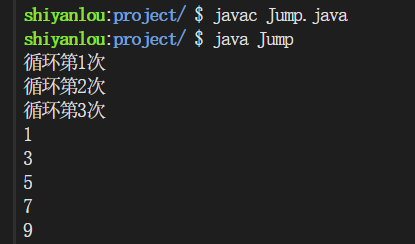 shiyanlou:project/ $ javac Jump.java
shiyanlou:project/ $ java Jump
循环第1次
循环第2次
循环第3次
1
3
5
7
9